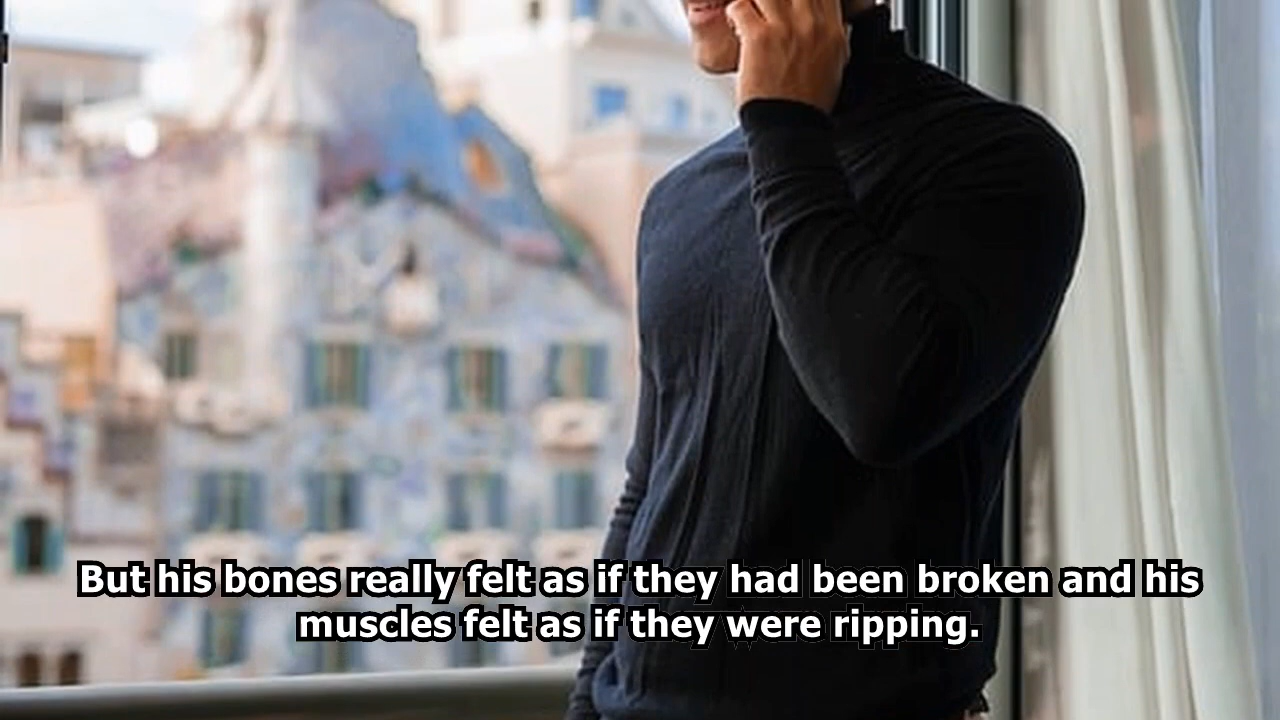 But his bones really felt as if they had been broken and his
muscles felt as if they were ripping.